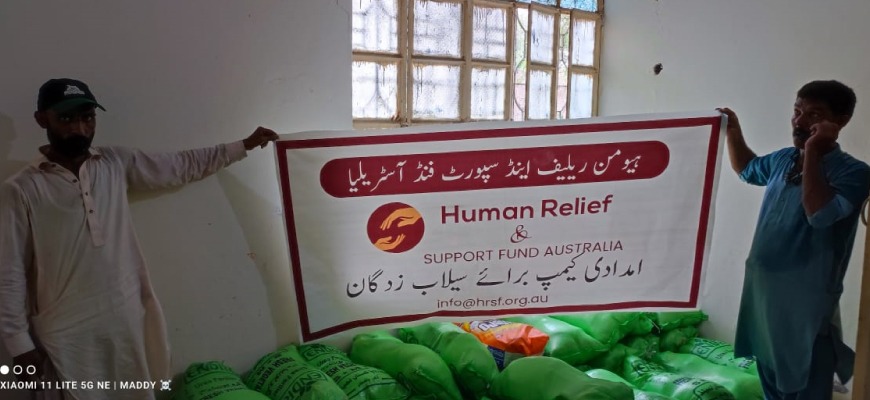 ہیومن ریلیف اینڈ سپورٹ فنڈ آسٹریلیا
Human Relief
&
SUPPORT FUND AUSTRALIA
امدادی کیمپ برائے سیلاب زدگان
info@hrsf.org.au
XIAOMI 11 LITE 5G NE | MADDY ☠